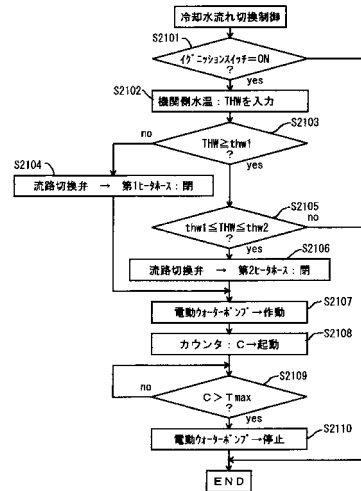 冷却水流れ切換制御
S2101
ｲｸﾞﾆｯｼｮﾝｽｲｯﾁ＝ON
?
yes
S2102
機関側水温：THWを入力
S2103
no
THW≧thw1
?
yes
S2104
流路切換弁 → 第1ﾋｰﾀﾎｰｽ：閉
S2105
thw1≦THW≦thw2
no
?
yes
S2106
流路切換弁 → 第2ﾋｰﾀﾎｰｽ：閉
S2107
電動ｳｫｰﾀｰﾎﾟﾝﾌﾟ→作動
S2108
カウンタ：C→起動
S2109
no
C＞Tmax
?
yes
S2110
電動ｳｫｰﾀｰﾎﾟﾝﾌﾟ→停止
END